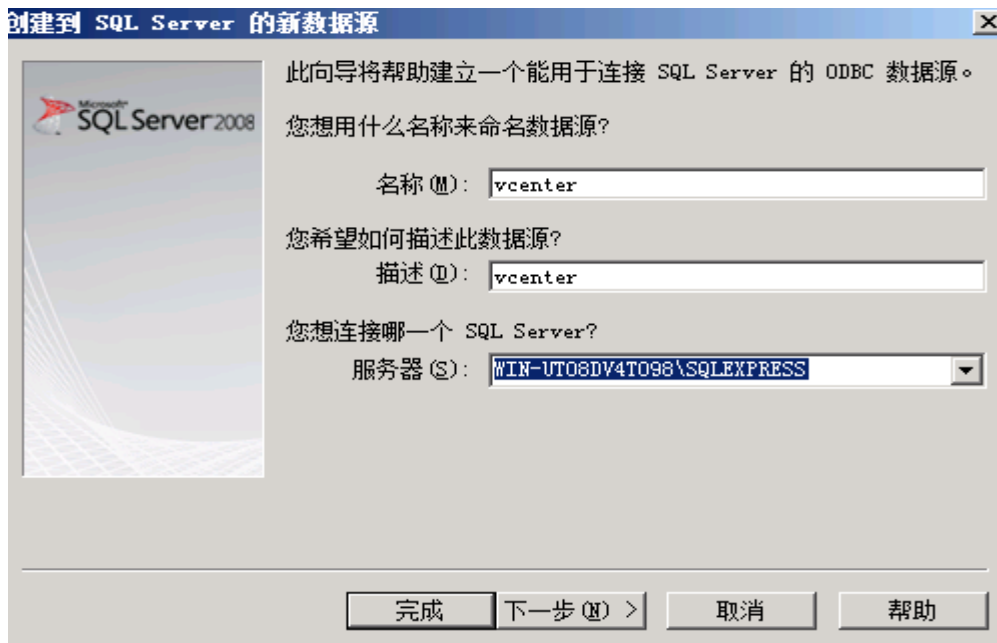 创建到 SQL Server 的新数据源
Microsoft
SQL Server 2008
此向导将帮助建立一个能用于连接 SQL Server 的 ODBC 数据源。
您想用什么名称来命名数据源?
名称(M): vcenter
您希望如何描述此数据源?
描述(D): vcenter
您想连接哪一个 SQL Server?
服务器(S): WIN-UTO8DV4TO98\SQLEXPRESS
完成 下一步(N) > 取消 帮助